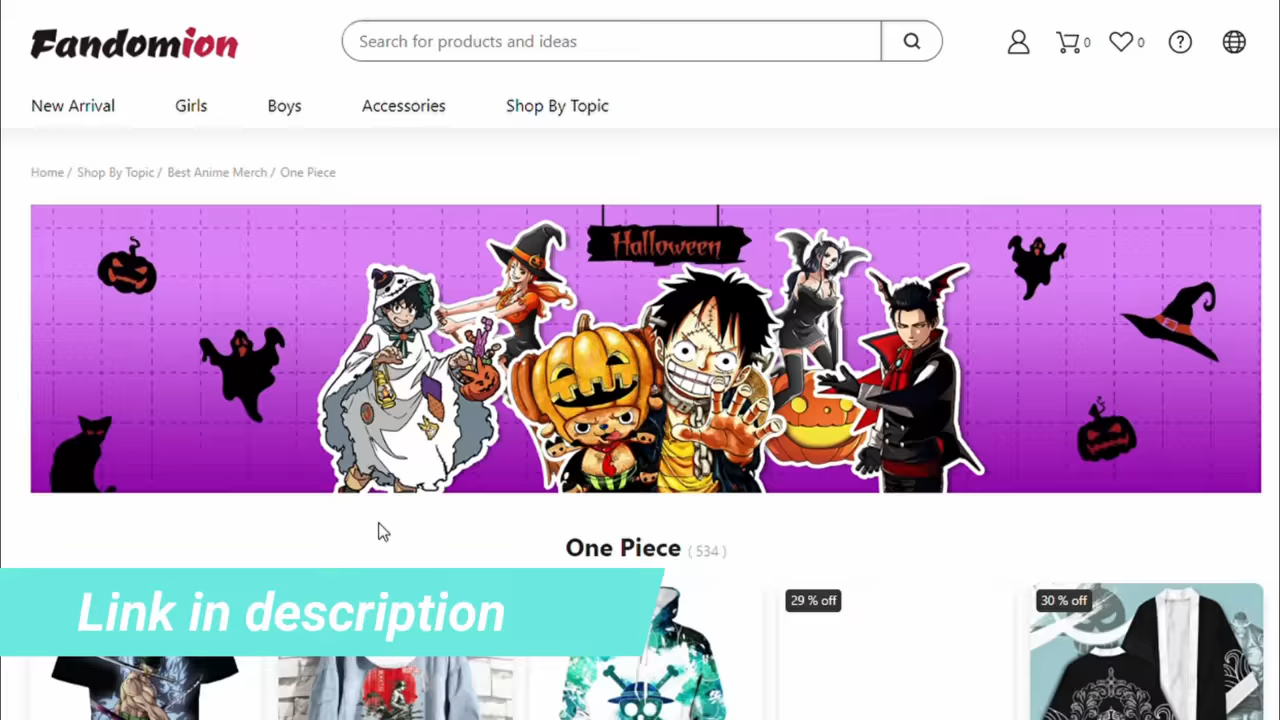 Fandomion
Search for products and ideas
0
0
New Arrival
Girls
Boys
Accessories
Shop By Topic
Home / Shop By Topic / Best Anime Merch / One Piece
Halloween
One Piece ( 534 )
29 % off
30 % off
Link in description